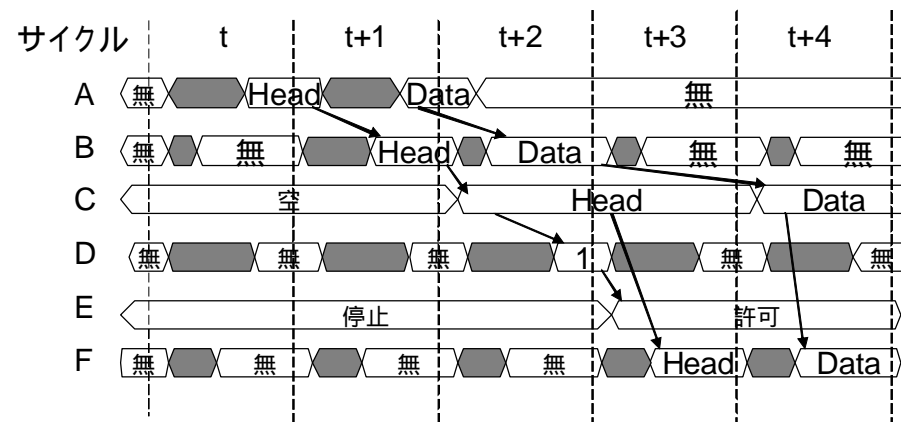 サイクル t t+1 t+2 t+3 t+4
A 無 Head Data 無
B 無 無 Head Data 無 無
C 空 Head Data
D 無 無 無 1 無 無
E 停止 許可
F 無 無 無 無 Head Data